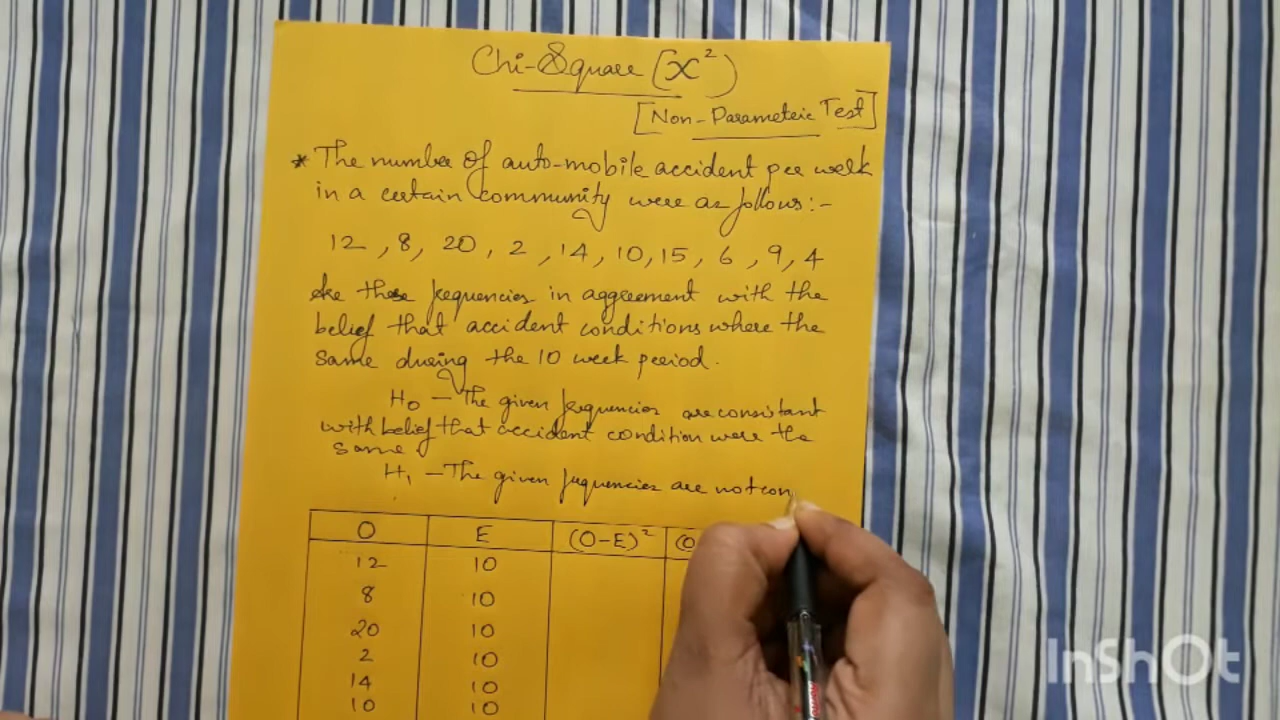 Chi-Square (x²)
[Non-Parametric Test]
* The number of auto-mobile accident per week
in a certain community were as follows:-
12, 8, 20, 2, 14, 10, 15, 6, 9, 4
Are these frequencies in aggreement with the
belief that accident conditions where the
same during the 10 week period.
H₀ - The given frequencies are consistant
with belief that accident condition were the
same
H₁ - The given frequencies are not con
O E (O-E)² (O
12 10
8 10
20 10
2 10
14 10
10 10
InShOt